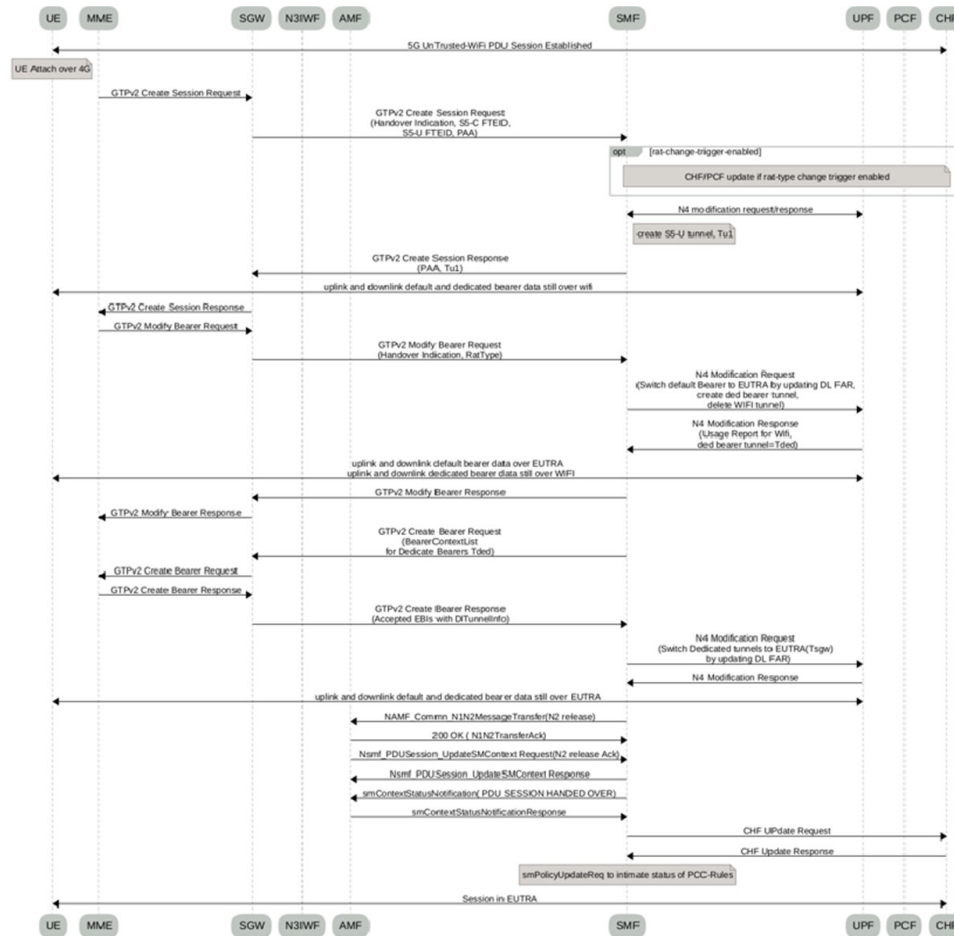 UE MME SGW N3IWF AMF SMF UPF PCF CHF
5G UnTrusted-WiFi PDU Session Established
UE Attach over 4G
GTPv2 Create Session Request
GTPv2 Create Session Request
(Handover Indication, S5-C FTEID,
S5-U FTEID, PAA)
opt [rat-change-trigger-enabled]
CHF/PCF update if rat-type change trigger enabled
N4 modification request/response
create S5-U tunnel, Tu1
GTPv2 Create Session Response
(PAA, Tu1)
uplink and downlink default and dedicated bearer data still over wifi
GTPv2 Create Session Response
GTPv2 Modify Bearer Request
GTPv2 Modify Bearer Request
(Handover Indication, RatType)
N4 Modification Request
(Switch default Bearer to EUTRA by updating DL FAR,
create ded bearer tunnel,
delete WIFI tunnel)
N4 Modification Response
(Usage Report for Wifi,
ded bearer tunnel=Tded)
uplink and downlink default bearer data over EUTRA
uplink and downlink dedicated bearer data still over WIFI
GTPv2 Modify Bearer Response
GTPv2 Modify Bearer Response
GTPv2 Create Bearer Request
(BearerContextList
for Dedicate Bearers Tded)
GTPv2 Create Bearer Request
GTPv2 Create Bearer Response
GTPv2 Create Bearer Response
(Accepted EBIs with DlTunnelInfo)
N4 Modification Request
(Switch Dedicated tunnels to EUTRA(Tsgw)
by updating DL FAR)
N4 Modification Response
uplink and downlink default and dedicated bearer data still over EUTRA
NAMF_Commn_N1N2MessageTransfer(N2 release)
200 OK ( N1N2TransferAck)
Nsmf_PDUSession_UpdateSMContext Request(N2 release Ack)
Nsmf_PDUSession_UpdateSMContext Response
smContextStatusNotification( PDU_SESSION HANDED OVER)
smContextStatusNotificationResponse
CHF UPdate Request
CHF Update Response
smPolicyUpdateReq to intimate status of PCC-Rules
Session in EUTRA
UE MME SGW N3IWF AMF SMF UPF PCF CHF